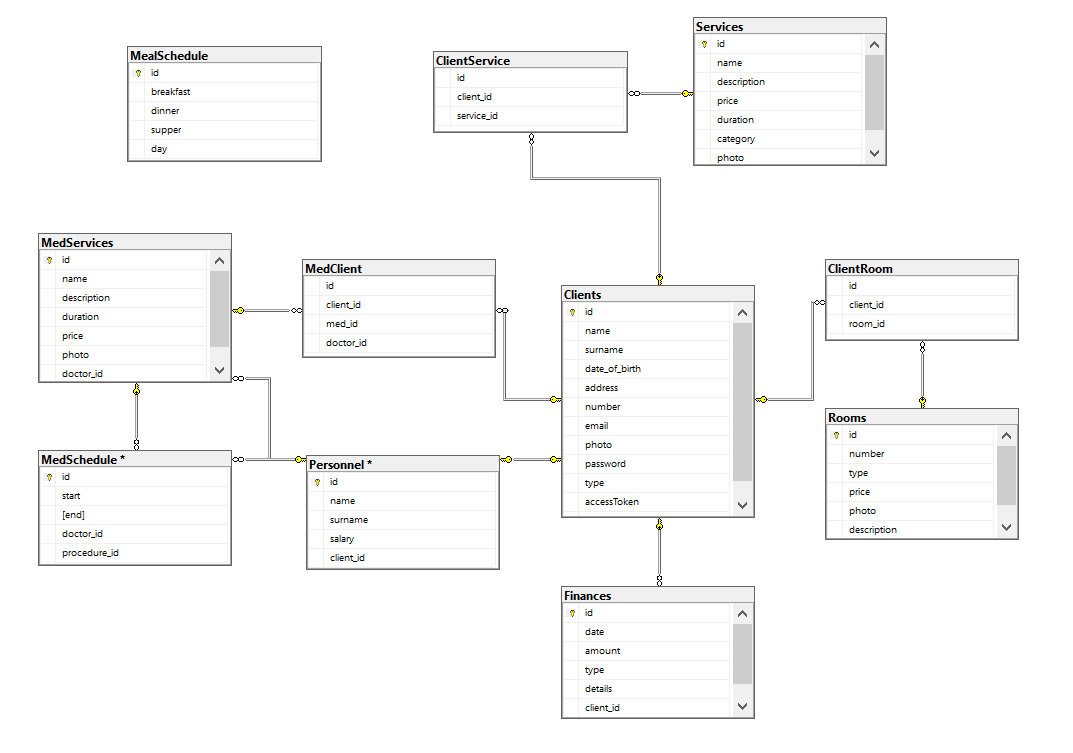 MealSchedule
id
breakfast
dinner
supper
day
ClientService
id
client_id
service_id
Services
id
name
description
price
duration
category
photo
MedServices
id
name
description
duration
price
photo
doctor_id
MedClient
id
client_id
med_id
doctor_id
Clients
id
name
surname
date_of_birth
address
number
email
photo
password
type
accessToken
ClientRoom
id
client_id
room_id
Rooms
id
number
type
price
photo
description
MedSchedule *
id
start
[end]
doctor_id
procedure_id
Personnel *
id
name
surname
salary
client_id
Finances
id
date
amount
type
details
client_id